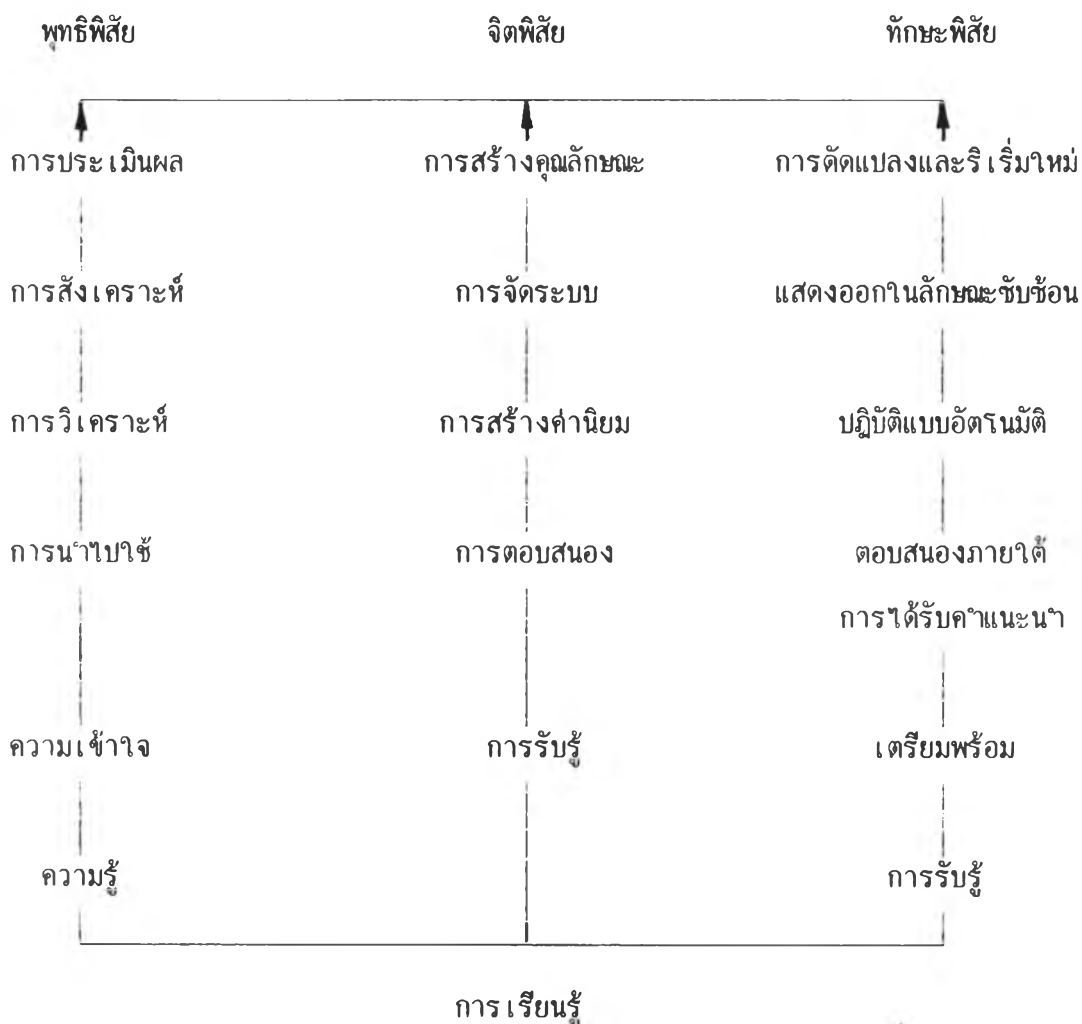 พุทธิพิสัย จิตพิสัย ทักษะพิสัย
การประเมินผล การสร้างคุณลักษณะ การดัดแปลงและริเริ่มใหม่
การสังเคราะห์ การจัดระบบ แสดงออกในลักษณะซับซ้อน
การวิเคราะห์ การสร้างค่านิยม ปฎิบัติแบบอัตโนมัติ
การนำไปใช้ การตอบสนอง ตอบสนองภายใต้
การได้รับคำแนะนำ
ความเข้าใจ การรับรู้ เตรียมพร้อม
ความรู้ การรับรู้
การเรียนรู้